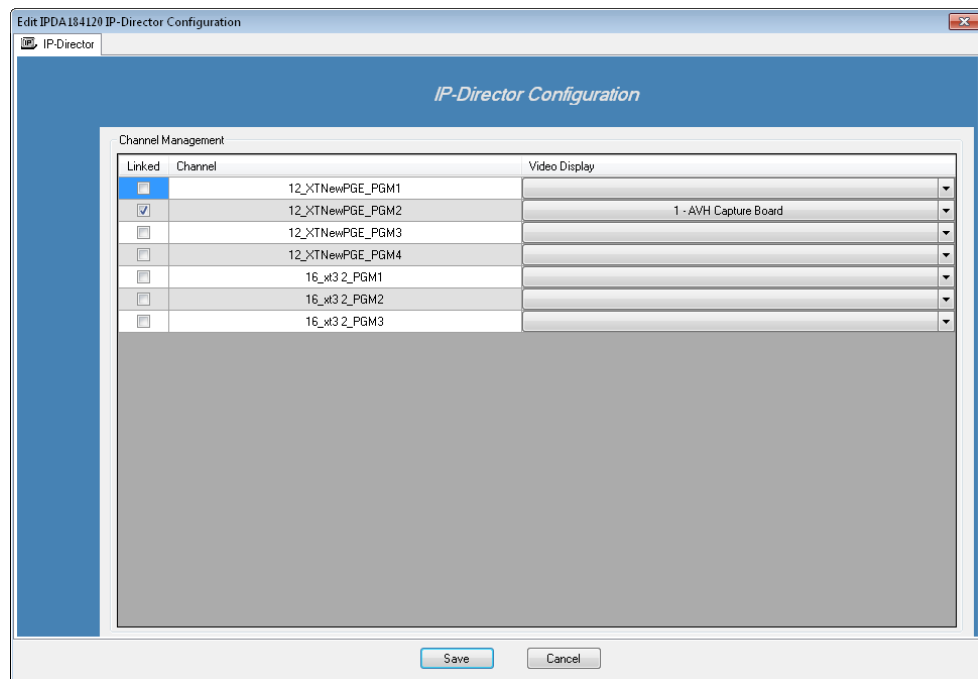 Edit IPDA184120 IP-Director Configuration
IP-Director
IP-Director Configuration
Channel Management
Linked Channel Video Display
12_XTNewPGE_PGM1
12_XTNewPGE_PGM2 1 - AVH Capture Board
12_XTNewPGE_PGM3
12_XTNewPGE_PGM4
16_xt3 2_PGM1
16_xt3 2_PGM2
16_xt3 2_PGM3
Save Cancel